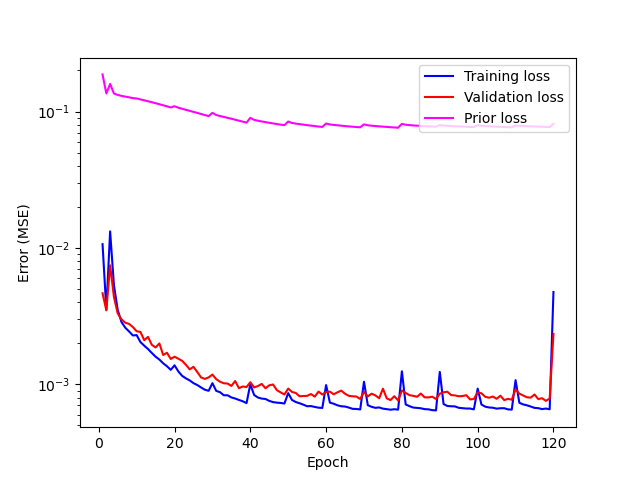 Training loss
Validation loss
Prior loss
10⁻¹
10⁻²
10⁻³
Error (MSE)
0 20 40 60 80 100 120
Epoch